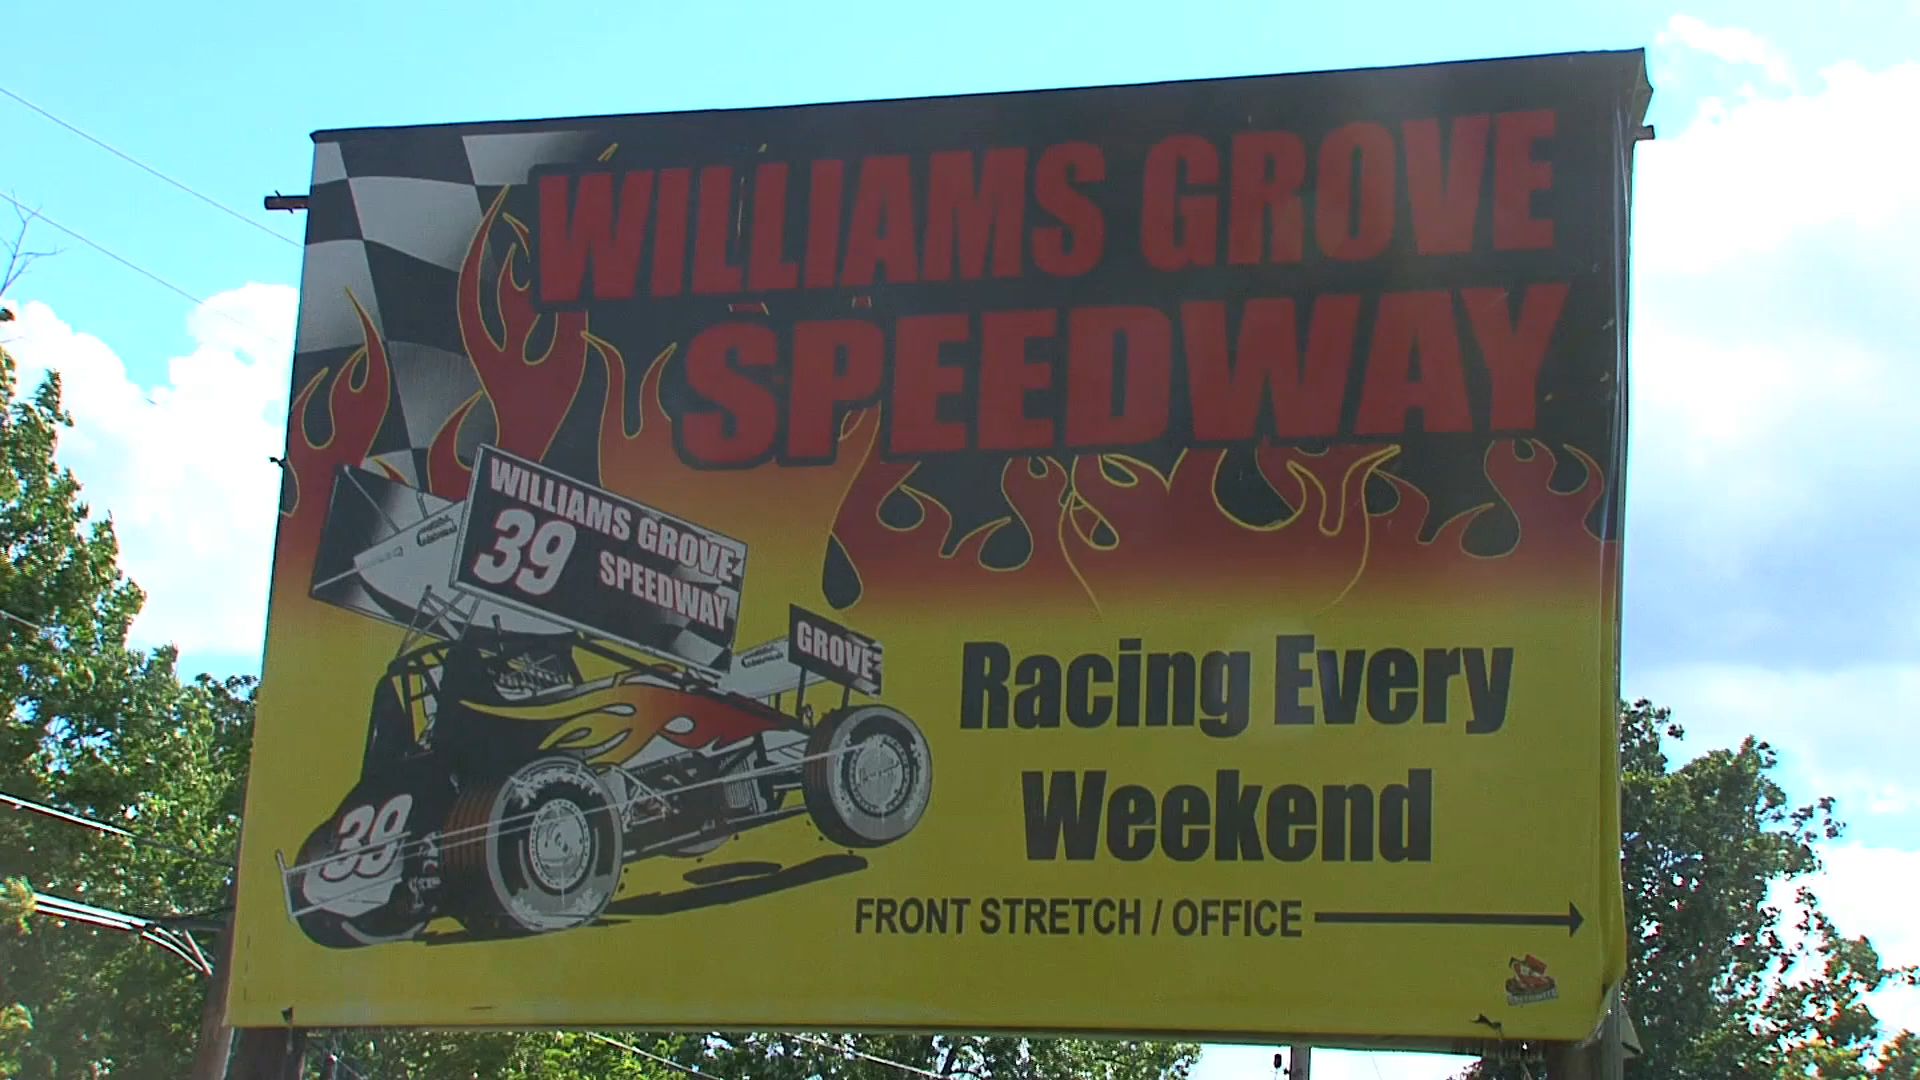 WILLIAMS GROVE
SPEEDWAY
WILLIAMS GROVE
39 SPEEDWAY
GROVE
39
Racing Every
Weekend
FRONT STRETCH / OFFICE